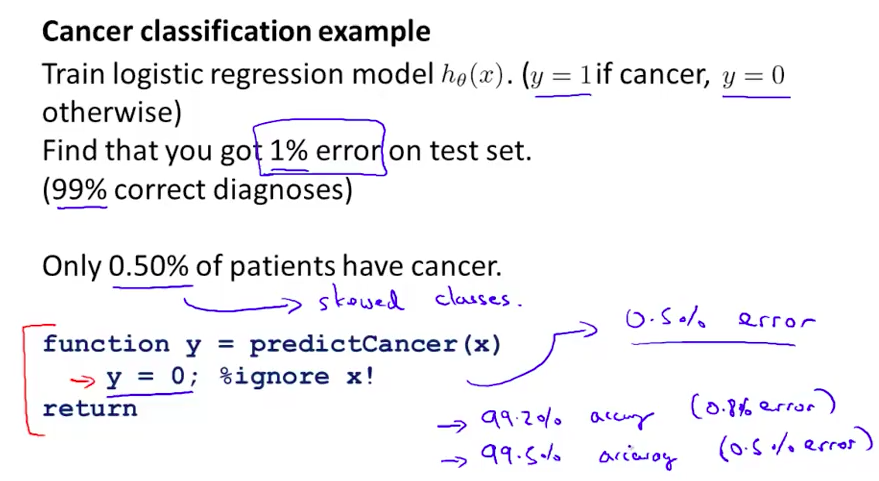 Cancer classification example
Train logistic regression model hθ(x). (y = 1 if cancer, y = 0
otherwise)
Find that you got 1% error on test set.
(99% correct diagnoses)
Only 0.50% of patients have cancer.
skewed classes.
0.5% error
function y = predictCancer(x)
y = 0; %ignore x!
return
99.2% accuracy (0.8% error)
99.5% accuracy (0.5% error)